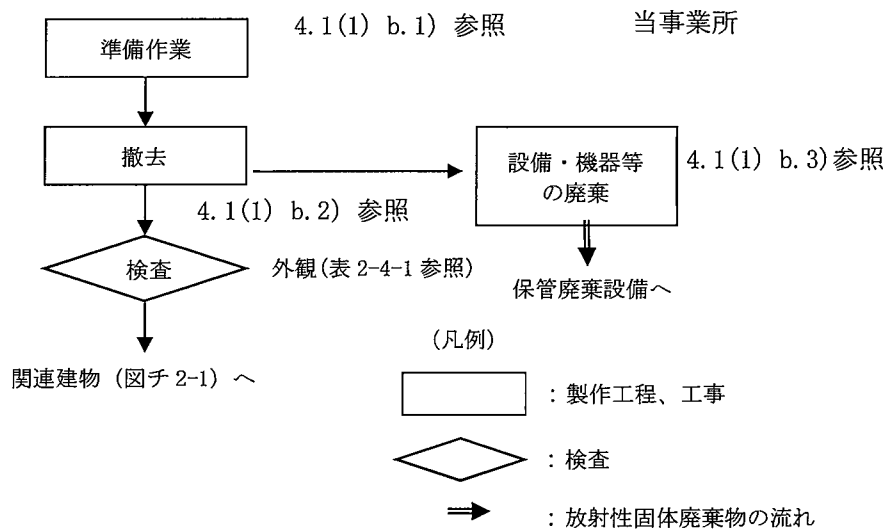 4.1(1) b.1) 参照
当事業所
準備作業
撤去
設備・機器等
の廃棄
4.1(1) b.3)参照
4.1(1) b.2) 参照
検査
外観(表 2-4-1 参照)
保管廃棄設備へ
関連建物 (図チ 2-1) へ
(凡例)
：製作工程、工事
：検査
：放射性固体廃棄物の流れ